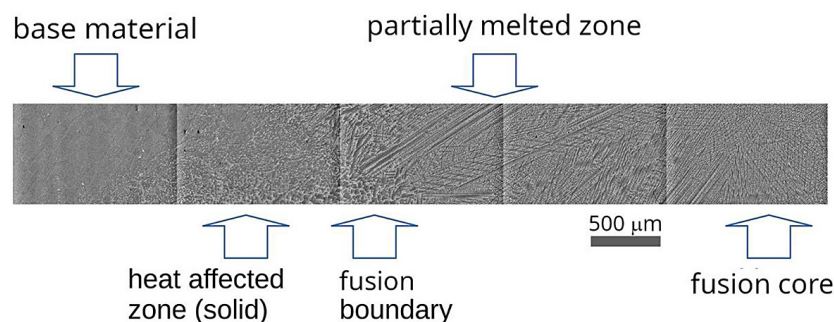 base material
partially melted zone
500 μm
heat affected
zone (solid)
fusion
boundary
fusion core